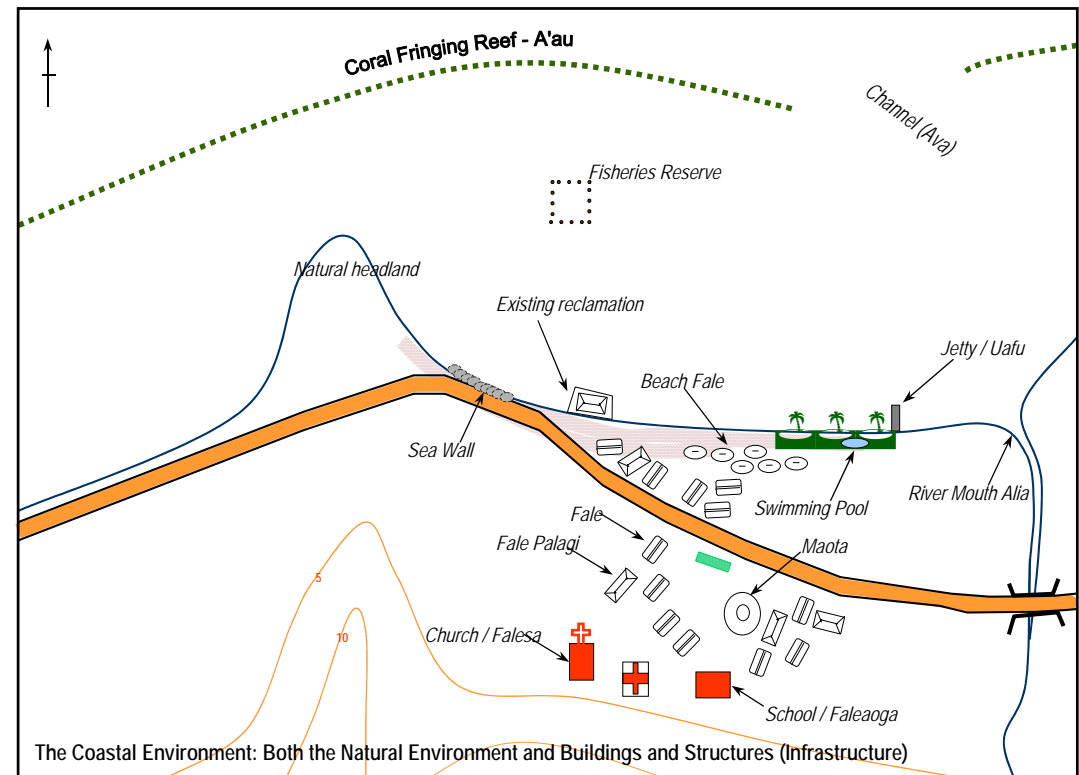 Coral Fringing Reef - A'au
Channel (Ava)
Fisheries Reserve
Natural headland
Existing reclamation
Jetty / Uafu
Beach Fale
Sea Wall
River Mouth Alia
Swimming Pool
Fale
Fale Palagi
Maota
5
10
Church / Falesa
School / Faleaoga
The Coastal Environment: Both the Natural Environment and Buildings and Structures (Infrastructure)